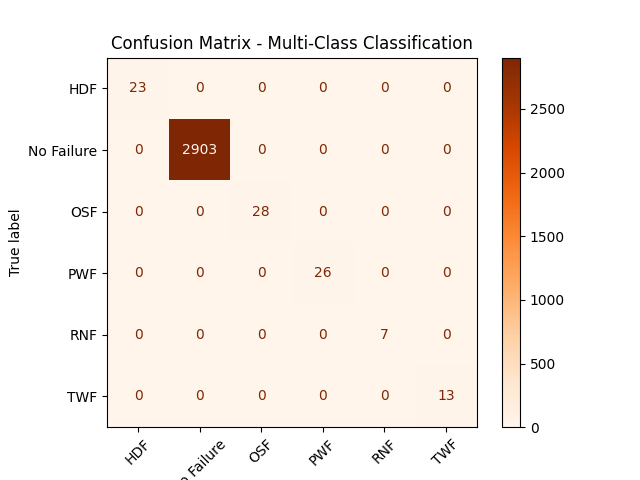 Confusion Matrix - Multi-Class Classification
True label
HDF 23 0 0 0 0 0
No Failure 0 2903 0 0 0 0
OSF 0 0 28 0 0 0
PWF 0 0 0 26 0 0
RNF 0 0 0 0 7 0
TWF 0 0 0 0 0 13
HDF o Failure OSF PWF RNF TWF
2500
2000
1500
1000
500
0